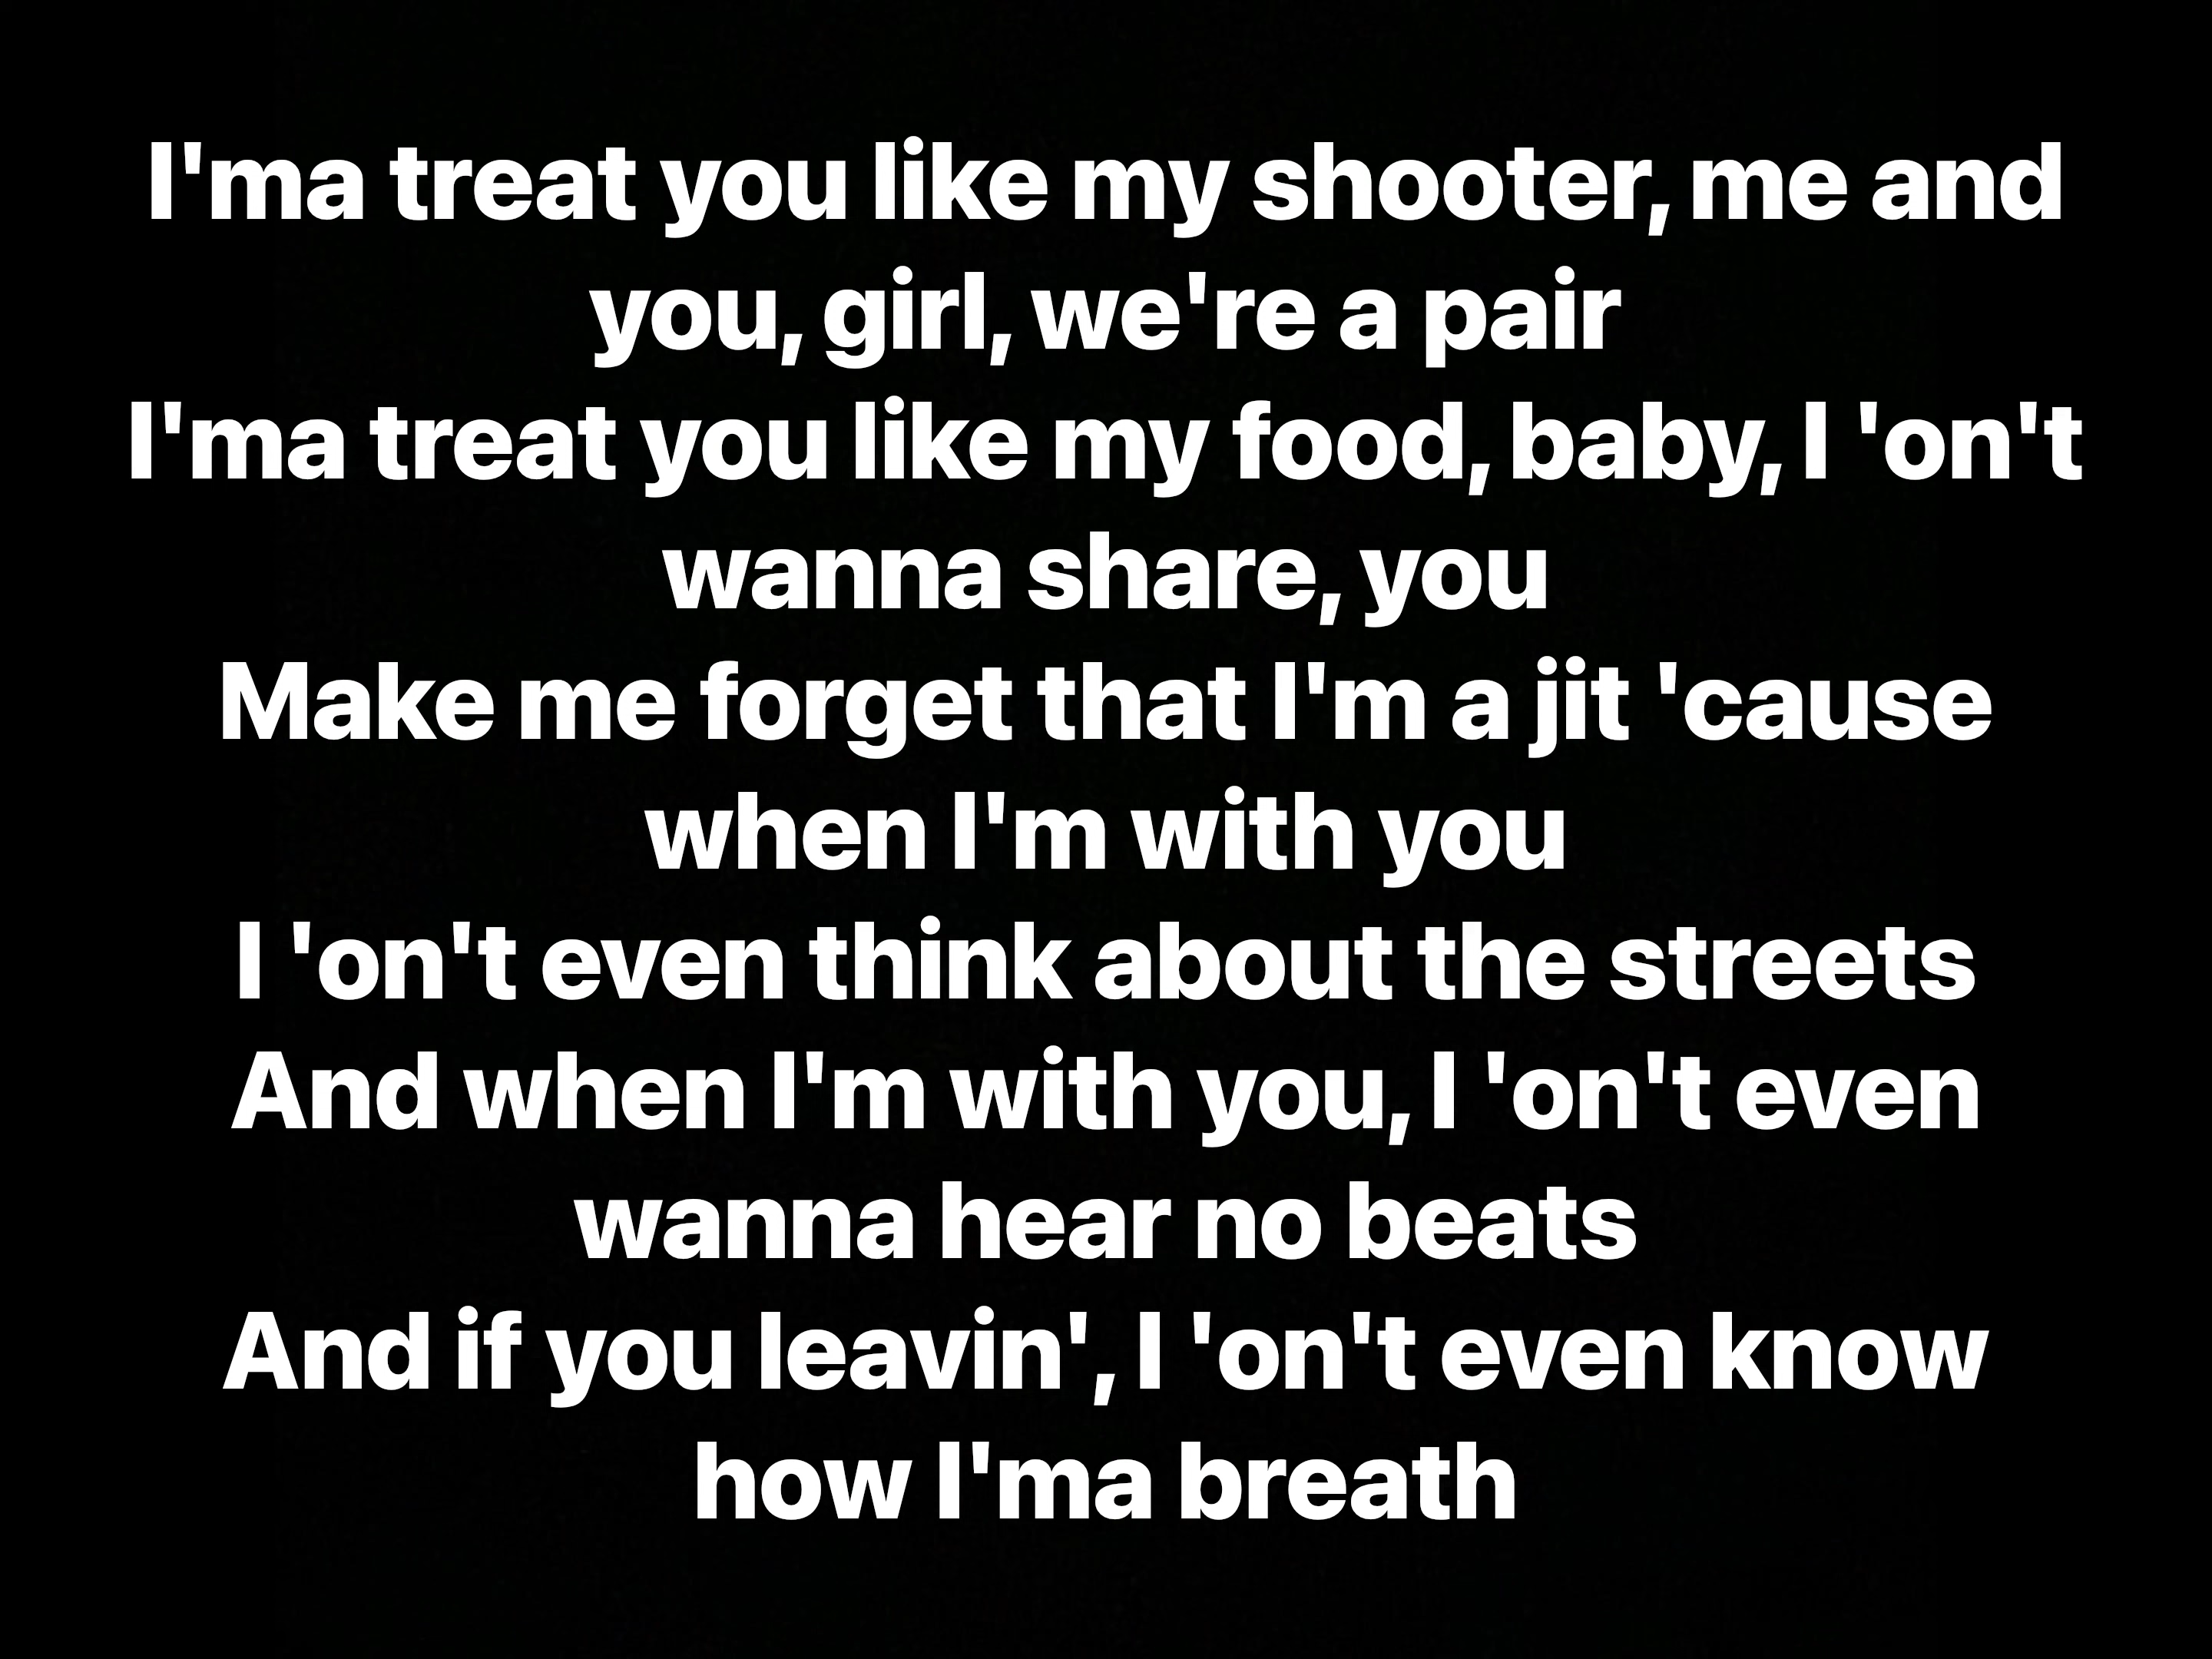 I'ma treat you like my shooter, me and
you, girl, we're a pair
I'ma treat you like my food, baby, I 'on't
wanna share, you
Make me forget that I'm a jit 'cause
when I'm with you
I 'on't even think about the streets
And when I'm with you, I 'on't even
wanna hear no beats
And if you leavin', I 'on't even know
how I'ma breath